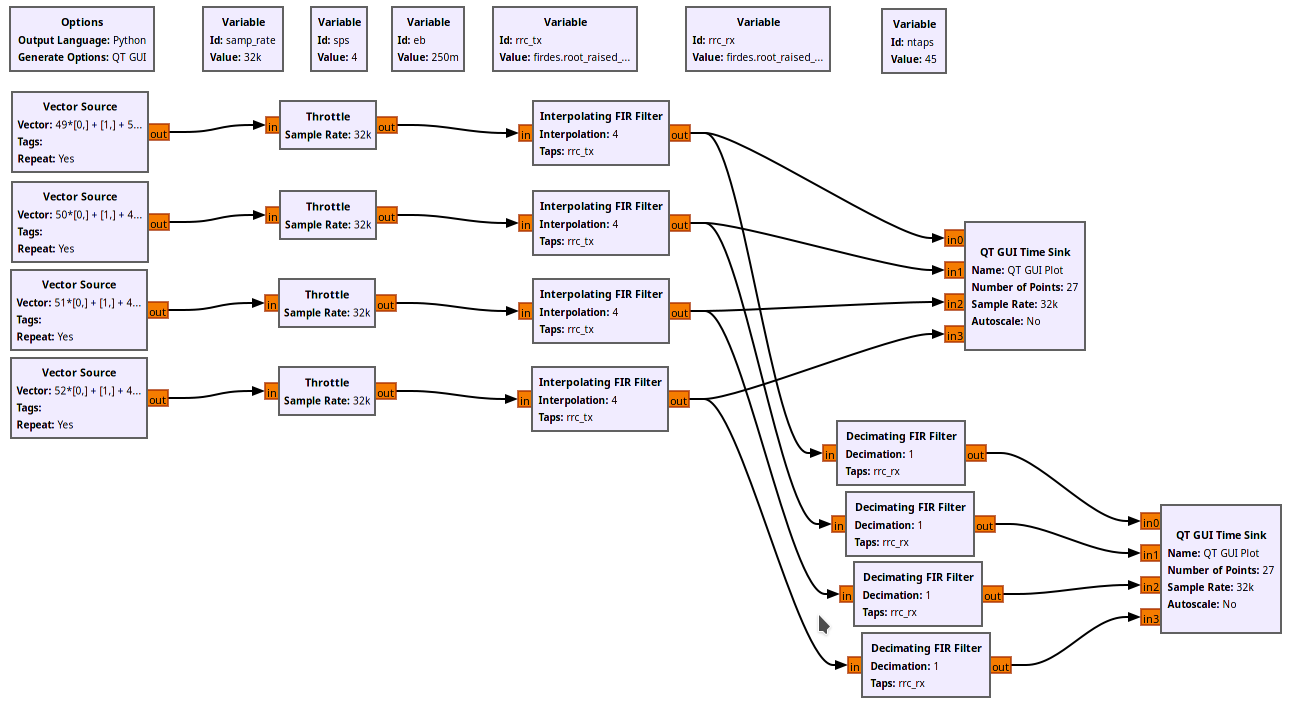 Options
Output Language: Python
Generate Options: QT GUI
Variable
Id: samp_rate
Value: 32k
Variable
Id: sps
Value: 4
Variable
Id: eb
Value: 250m
Variable
Id: rrc_tx
Value: firdes.root_raised_...
Variable
Id: rrc_rx
Value: firdes.root_raised_...
Variable
Id: ntaps
Value: 45
Vector Source
Vector: 49*[0,] + [1,] + 5...
Tags:
Repeat: Yes
out
in
Throttle
Sample Rate: 32k
out
in
Interpolating FIR Filter
Interpolation: 4
Taps: rrc_tx
out
Vector Source
Vector: 50*[0,] + [1,] + 4...
Tags:
Repeat: Yes
out
in
Throttle
Sample Rate: 32k
out
in
Interpolating FIR Filter
Interpolation: 4
Taps: rrc_tx
out
Vector Source
Vector: 51*[0,] + [1,] + 4...
Tags:
Repeat: Yes
out
in
Throttle
Sample Rate: 32k
out
in
Interpolating FIR Filter
Interpolation: 4
Taps: rrc_tx
out
Vector Source
Vector: 52*[0,] + [1,] + 4...
Tags:
Repeat: Yes
out
in
Throttle
Sample Rate: 32k
out
in
Interpolating FIR Filter
Interpolation: 4
Taps: rrc_tx
out
in0
in1
in2
in3
QT GUI Time Sink
Name: QT GUI Plot
Number of Points: 27
Sample Rate: 32k
Autoscale: No
in
Decimating FIR Filter
Decimation: 1
Taps: rrc_rx
out
in
Decimating FIR Filter
Decimation: 1
Taps: rrc_rx
out
in
Decimating FIR Filter
Decimation: 1
Taps: rrc_rx
out
in
Decimating FIR Filter
Decimation: 1
Taps: rrc_rx
out
in0
in1
in2
in3
QT GUI Time Sink
Name: QT GUI Plot
Number of Points: 27
Sample Rate: 32k
Autoscale: No